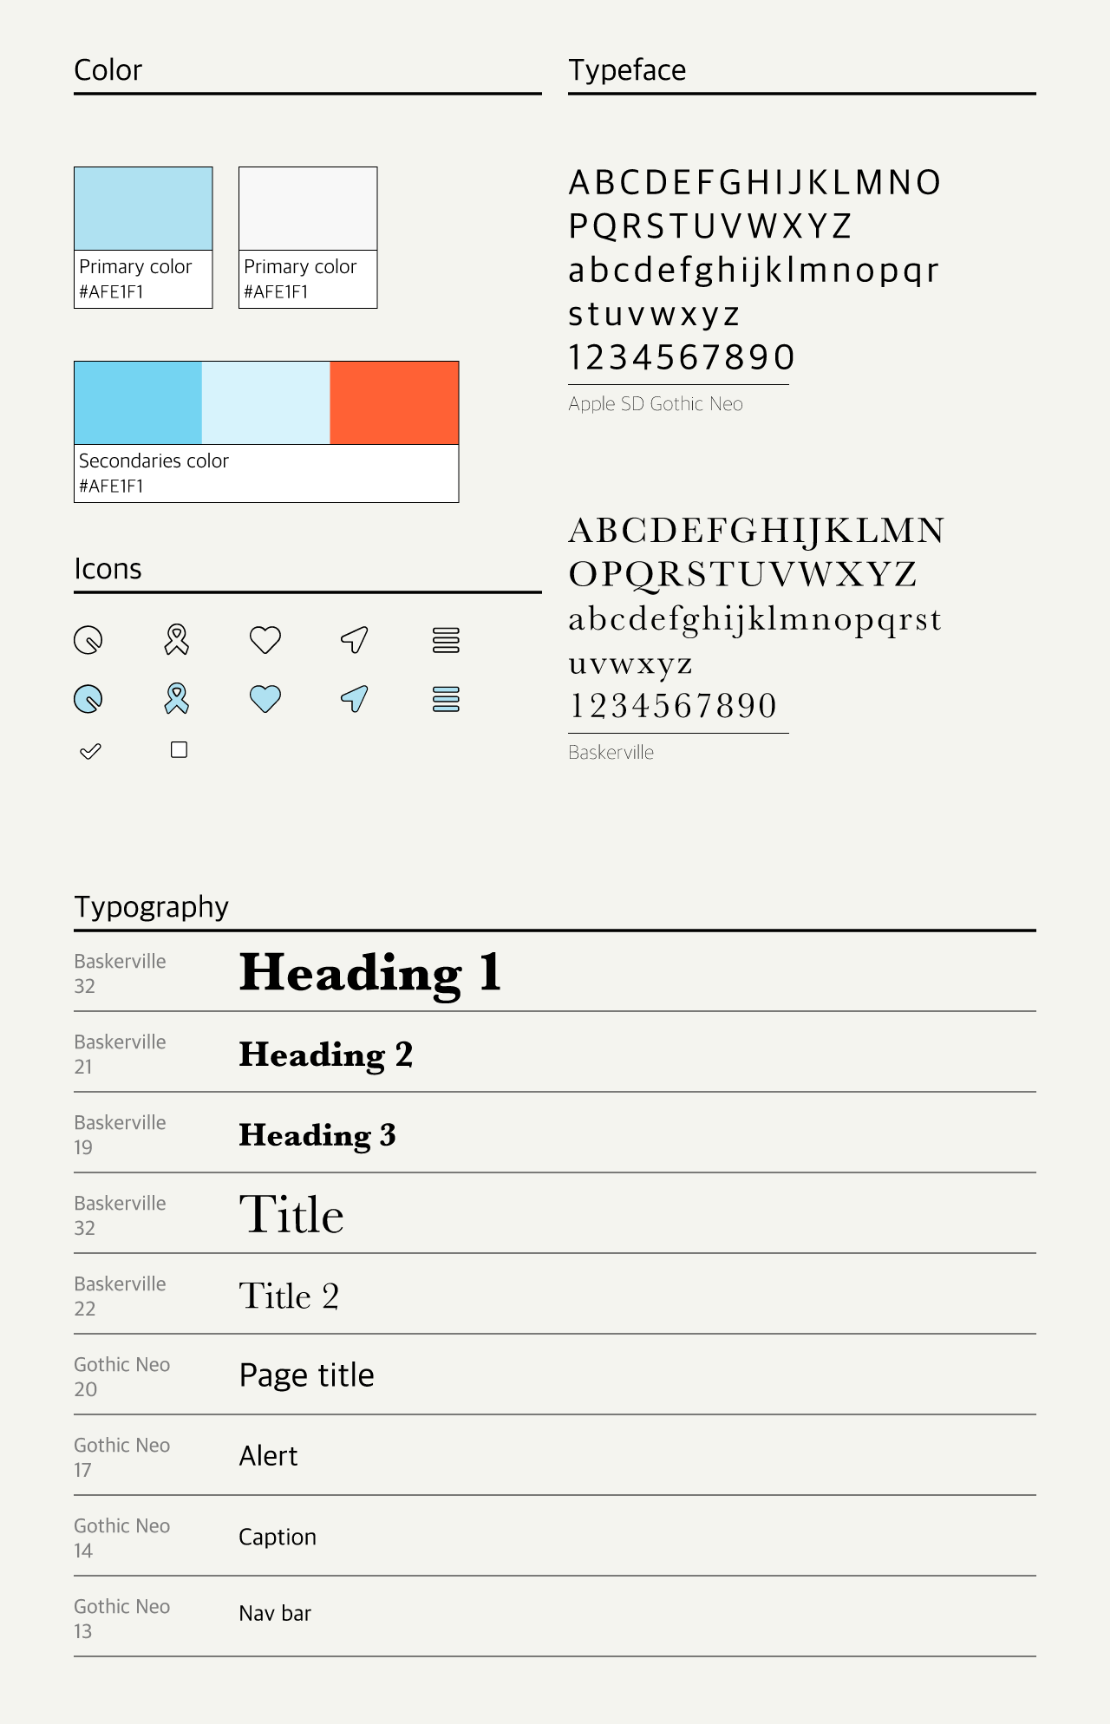 Color
Primary color
#AFE1F1
Primary color
#AFE1F1
Secondaries color
#AFE1F1
Icons
Typeface
ABCDEFGHIJKLMNO
PQRSTUVWXYZ
abcdefghijklmnopqr
stuvwxyz
1234567890
Apple SD Gothic Neo
ABCDEFGHIJKLMN
OPQRSTUVWXYZ
abcdefghijklmnopqrst
uvwxyz
1234567890
Baskerville
Typography
Baskerville
32
Heading 1
Baskerville
21
Heading 2
Baskerville
19
Heading 3
Baskerville
32
Title
Baskerville
22
Title 2
Gothic Neo
20
Page title
Gothic Neo
17
Alert
Gothic Neo
14
Caption
Gothic Neo
13
Nav bar